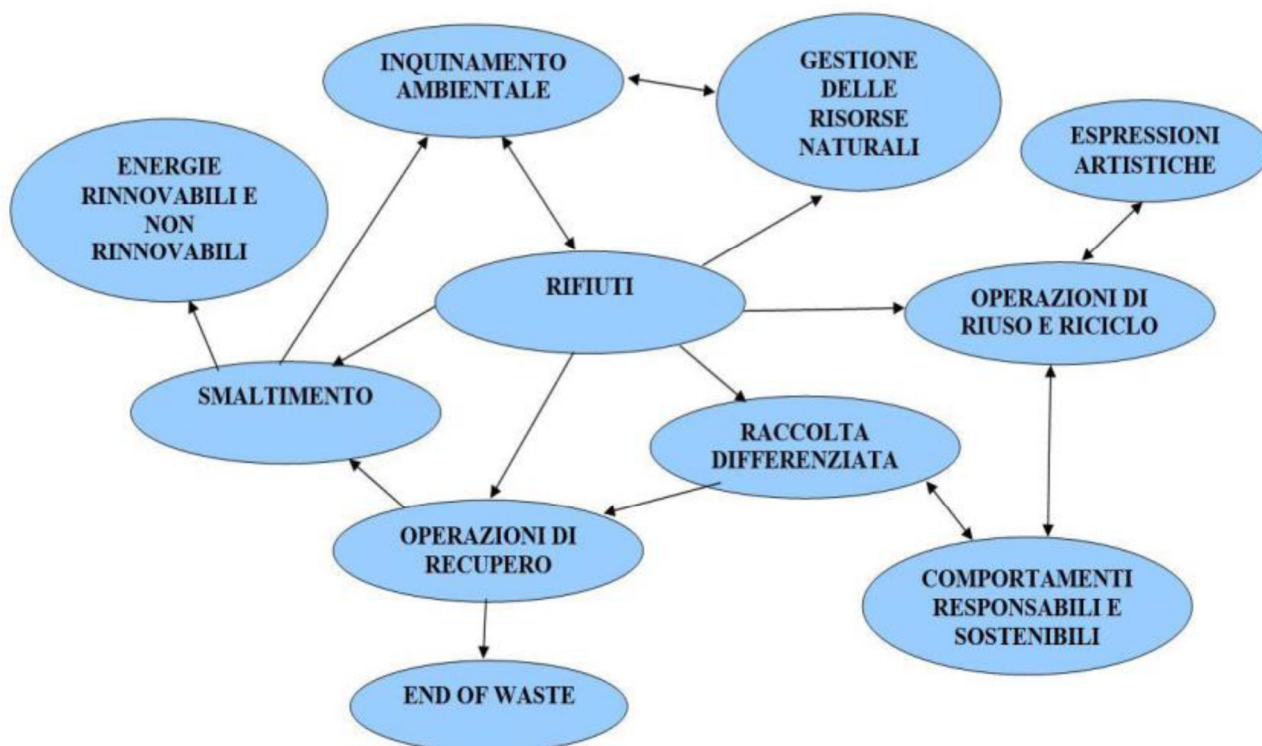 INQUINAMENTO
AMBIENTALE
GESTIONE
DELLE
RISORSE
NATURALI
ESPRESSIONI
ARTISTICHE
ENERGIE
RINNOVABILI E
NON
RINNOVABILI
RIFIUTI
OPERAZIONI DI
RIUSO E RICICLO
SMALTIMENTO
RACCOLTA
DIFFERENZIATA
OPERAZIONI DI
RECUPERO
COMPORTAMENTI
RESPONSABILI E
SOSTENIBILI
END OF WASTE